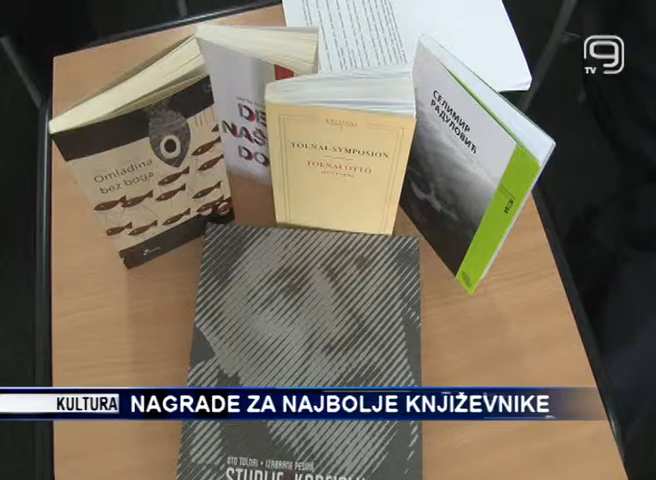 9
TV
СЕЛИМИР
РАДУЛОВИЋ
DE
NAŠ
DO
TOLNAI-SYMPOSION
TOLNAI OTTÓ
Omladina
bez boga
KULTURA
NAGRADE ZA NAJBOLJE KNJIŽEVNIKE
OTO TOLNAI • IZABRANE PESME